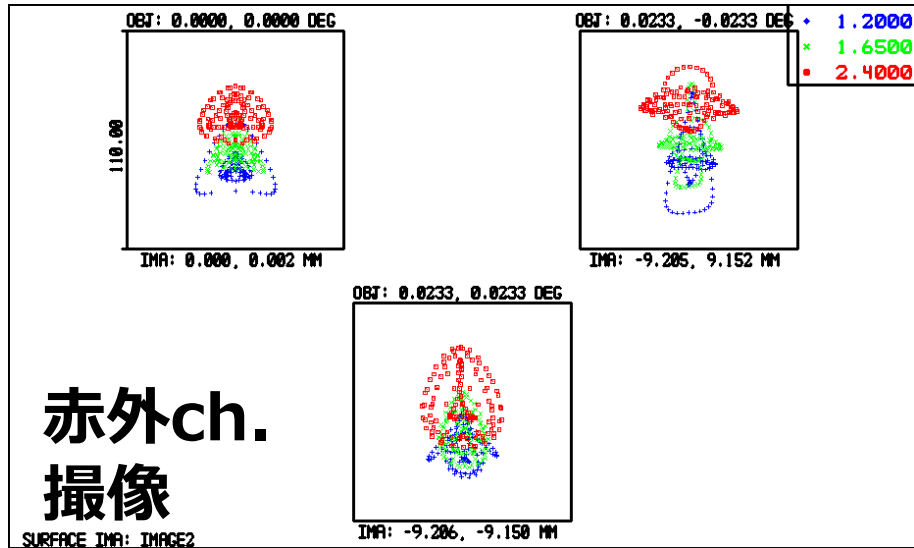 OBJ: 0.0000, 0.0000 DEG
OBJ: 0.0233, -0.0233 DEG
1.2000
1.6500
2.4000
110.00
IMA: 0.000, 0.002 MM
IMA: -9.205, 9.152 MM
OBJ: 0.0233, 0.0233 DEG
赤外ch.
撮像
IMA: -9.206, -9.150 MM
SURFACE IMA: IMAGE2